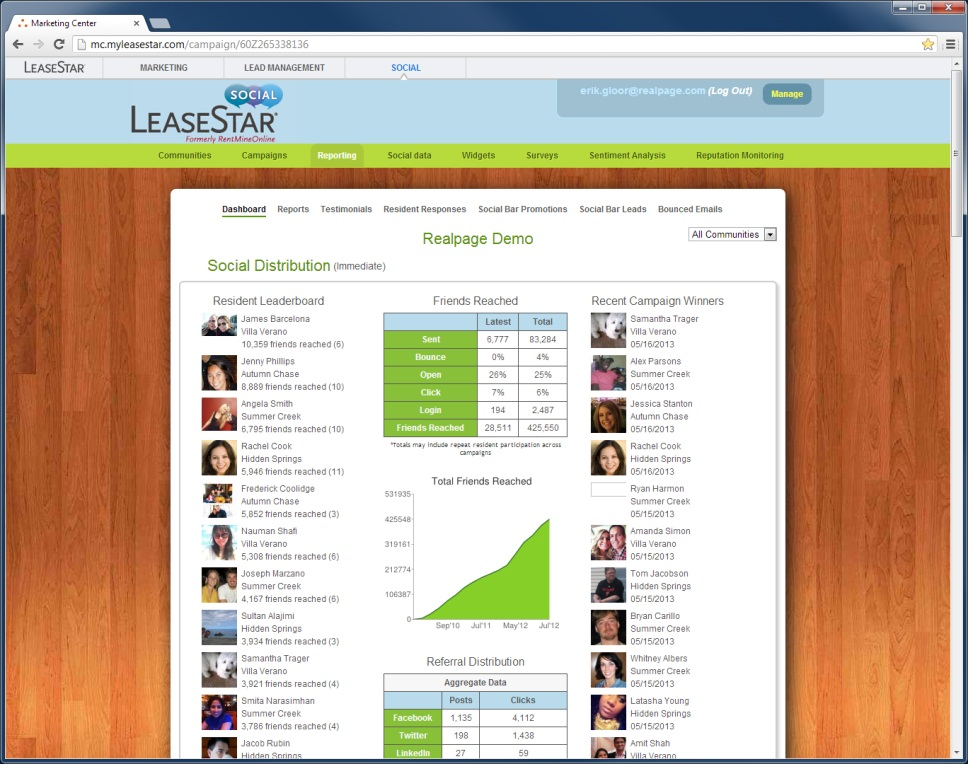 Marketing Center
mc.myleasestar.com/campaign/60Z265338136
LEASESTAR MARKETING LEAD MANAGEMENT SOCIAL
SOCIAL
LEASESTAR
Formerly RentMineOnline
erik.gloor@realpage.com (Log Out) Manage
Communities Campaigns Reporting Social data Widgets Surveys Sentiment Analysis Reputation Monitoring
Dashboard Reports Testimonials Resident Responses Social Bar Promotions Social Bar Leads Bounced Emails
Realpage Demo
All Communities
Social Distribution (Immediate)
Resident Leaderboard
James Barcelona
Villa Verano
10,359 friends reached (6)
Jenny Phillips
Autumn Chase
8,889 friends reached (10)
Angela Smith
Summer Creek
6,795 friends reached (10)
Rachel Cook
Hidden Springs
5,946 friends reached (11)
Frederick Coolidge
Autumn Chase
5,852 friends reached (3)
Nauman Shafi
Villa Verano
5,308 friends reached (6)
Joseph Marzano
Summer Creek
4,167 friends reached (6)
Sultan Alajimi
Hidden Springs
3,934 friends reached (3)
Samantha Trager
Villa Verano
3,921 friends reached (4)
Smita Narasimhan
Summer Creek
3,786 friends reached (4)
Jacob Rubin
Hidden Springs
Friends Reached
Latest Total
Sent 6,777 83,284
Bounce 0% 4%
Open 26% 25%
Click 7% 6%
Login 194 2,487
Friends Reached 28,511 425,550
*Totals may include repeat resident participation across
campaigns
Total Friends Reached
531935
425548
319161
212774
106387
0
Sep'10 Jul'11 May'12 Jul'12
Referral Distribution
Aggregate Data
Posts Clicks
Facebook 1,135 4,112
Twitter 198 1,438
LinkedIn 27 59
Recent Campaign Winners
Samantha Trager
Villa Verano
05/16/2013
Alex Parsons
Summer Creek
05/16/2013
Jessica Stanton
Autumn Chase
05/16/2013
Rachel Cook
Hidden Springs
05/16/2013
Ryan Harmon
Summer Creek
05/15/2013
Amanda Simon
Villa Verano
05/15/2013
Tom Jacobson
Hidden Springs
05/15/2013
Bryan Carillo
Summer Creek
05/15/2013
Whitney Albers
Summer Creek
05/15/2013
Latasha Young
Hidden Springs
05/15/2013
Amit Shah
Villa Verano